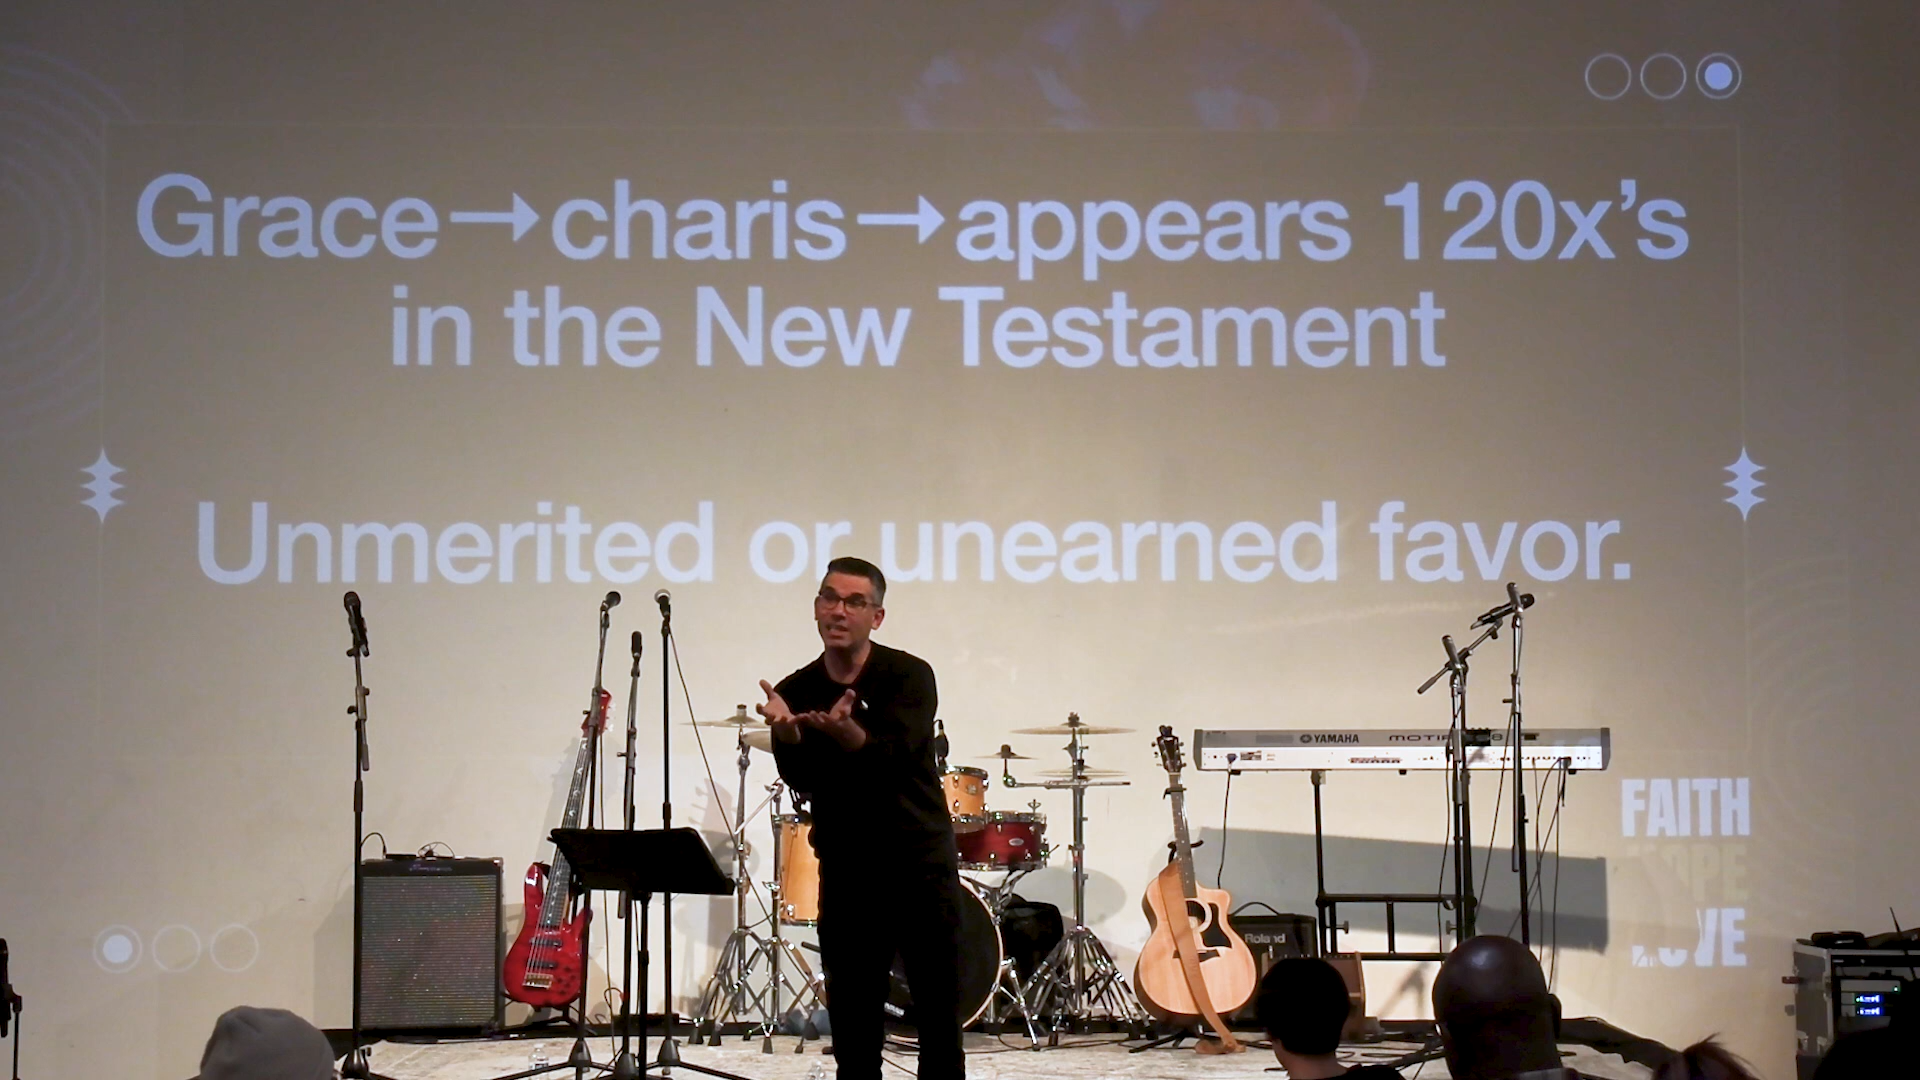 Grace→charis→appears 120x's
in the New Testament
Unmerited or unearned favor.
YAMAHA
FAITH
Roland